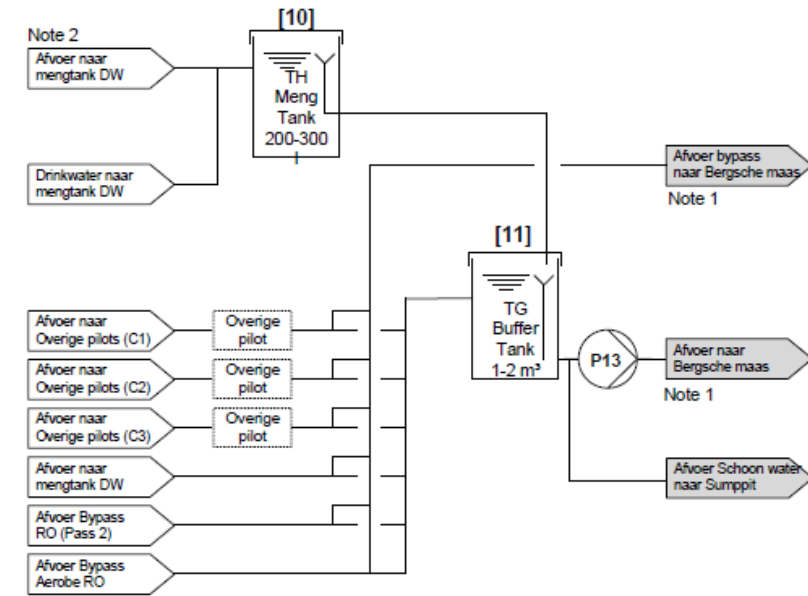 [10]
Note 2
Afvoer naar
mengtank DW
TH
Meng
Tank
200-300
l
Drinkwater naar
mengtank DW
Afvoer bypass
naar Bergsche maas
Note 1
[11]
TG
Buffer
Tank
1-2 m³
Afvoer naar
Overige pilots (C1)
Overige
pilot
Afvoer naar
Overige pilots (C2)
Overige
pilot
Afvoer naar
Overige pilots (C3)
Overige
pilot
P13
Afvoer naar
Bergsche maas
Note 1
Afvoer naar
mengtank DW
Afvoer Schoon water
naar Sumppit
Afvoer Bypass
RO (Pass 2)
Afvoer Bypass
Aerobe RO